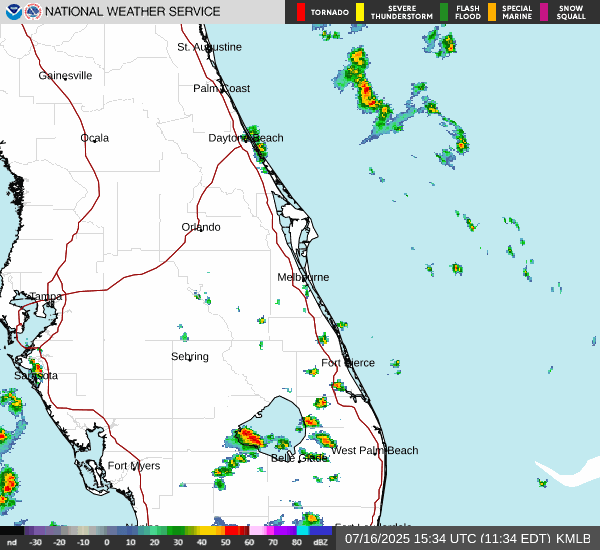 NATIONAL WEATHER SERVICE
TORNADO
SEVERE THUNDERSTORM
FLASH FLOOD
SPECIAL MARINE
SNOW SQUALL
St. Augustine
Gainesville
Palm Coast
Ocala
Daytona Beach
Orlando
Melbourne
Tampa
Sebring
Fort Pierce
Sarasota
West Palm Beach
Belle Glade
Fort Myers
Fort Lauderdale
nd -30 -20 -10 0 10 20 30 40 50 60 70 80 dBZ
07/16/2025 15:34 UTC (11:34 EDT) KMLB